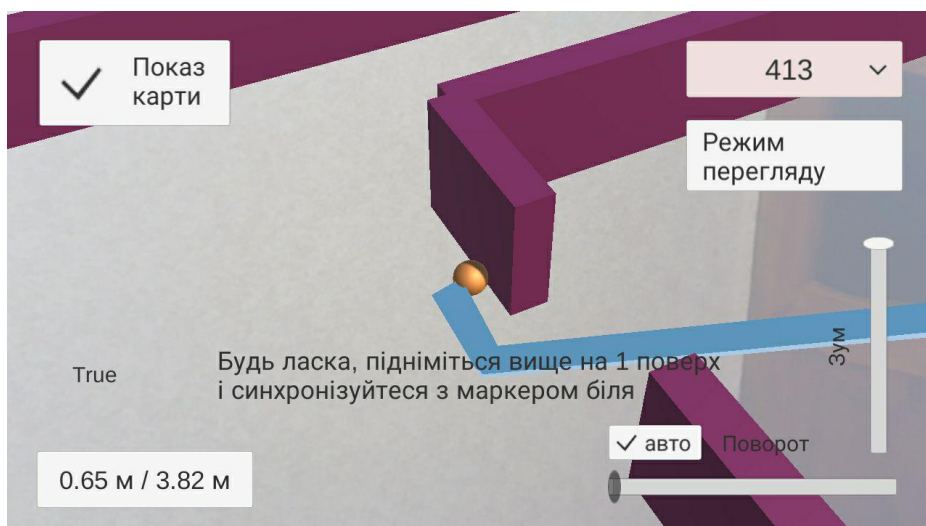 Показ
карти
413
Режим
перегляду
Зум
True
Будь ласка, підніміться вище на 1 поверх
і синхронізуйтеся з маркером біля
авто
Поворот
0.65 м / 3.82 м